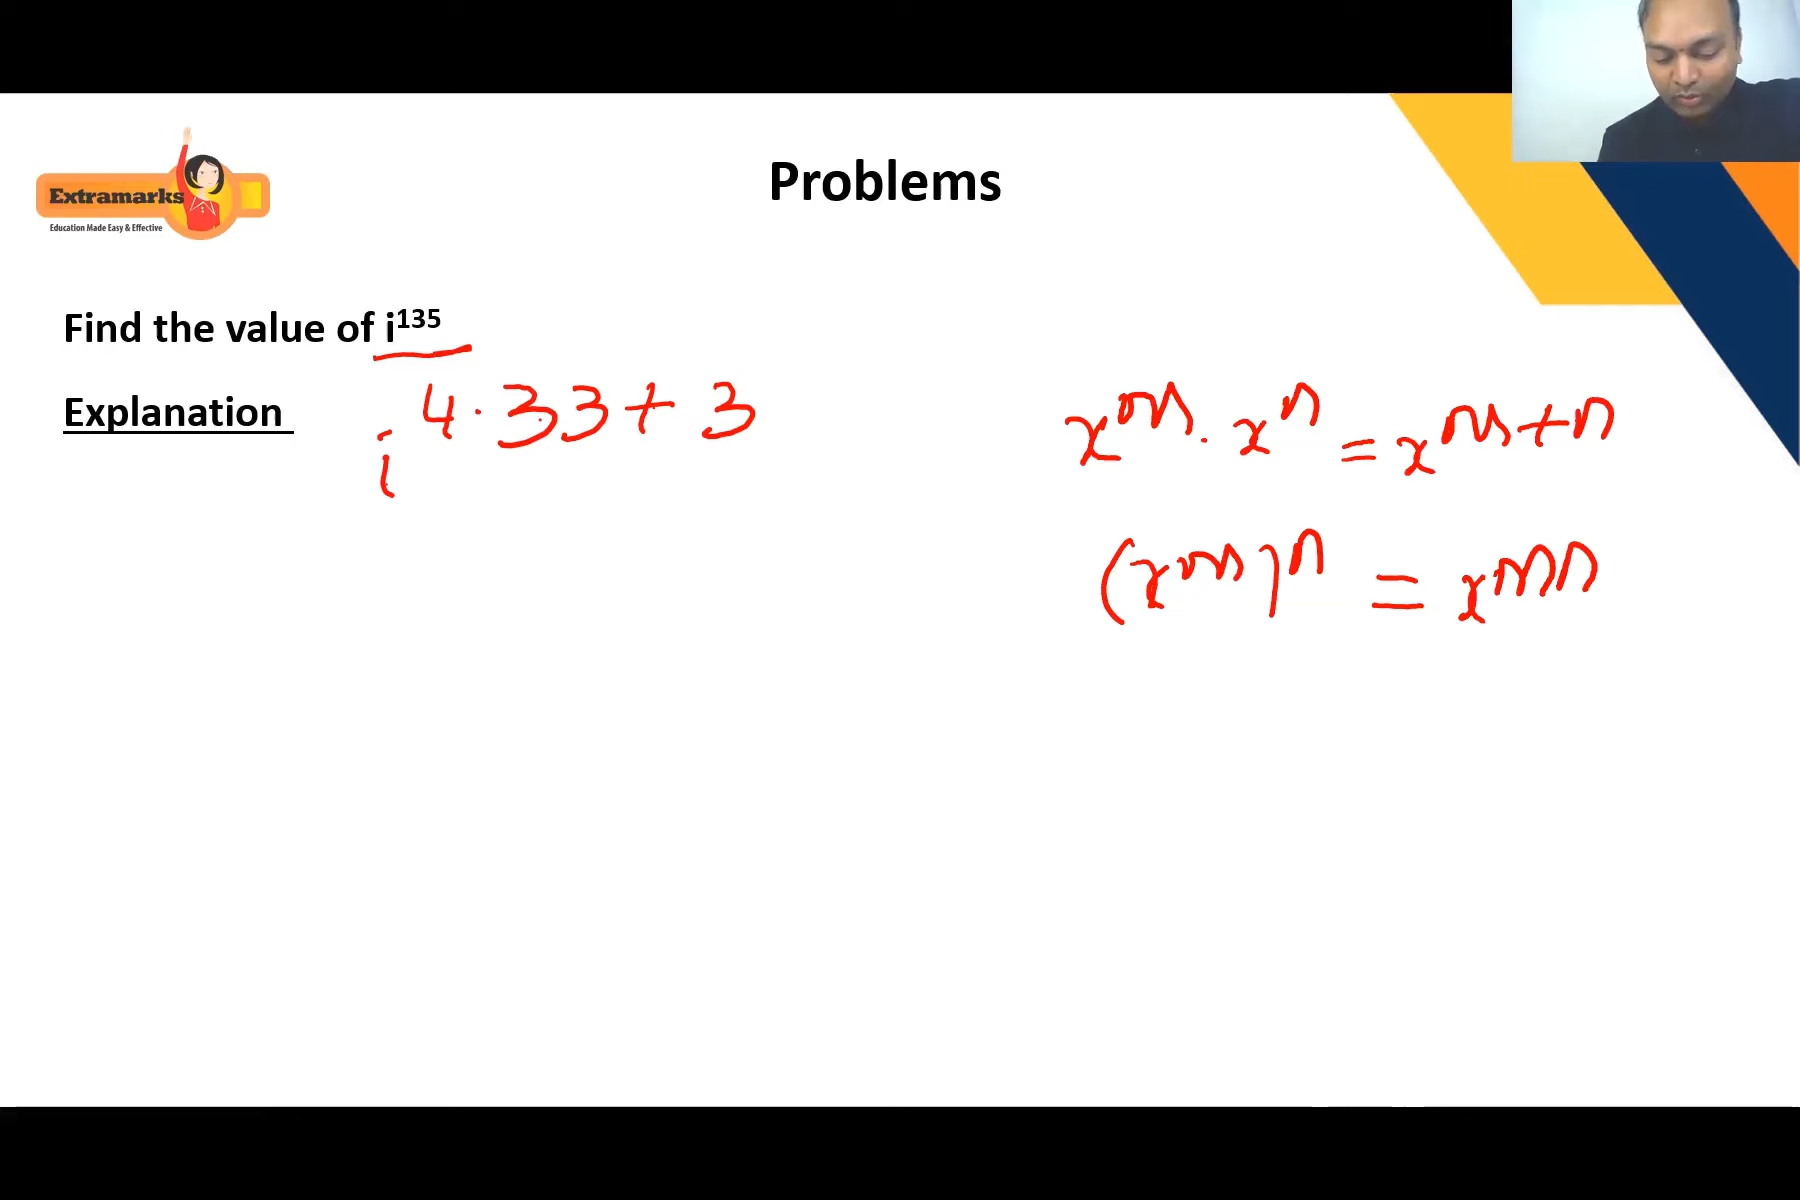 Extramarks
Education Made Easy & Effective
Problems
Find the value of i¹³⁵
Explanation
i⁴·³³⁺³
xᵐ · xⁿ = xᵐ⁺ⁿ
(xᵐ)ⁿ = xᵐⁿ